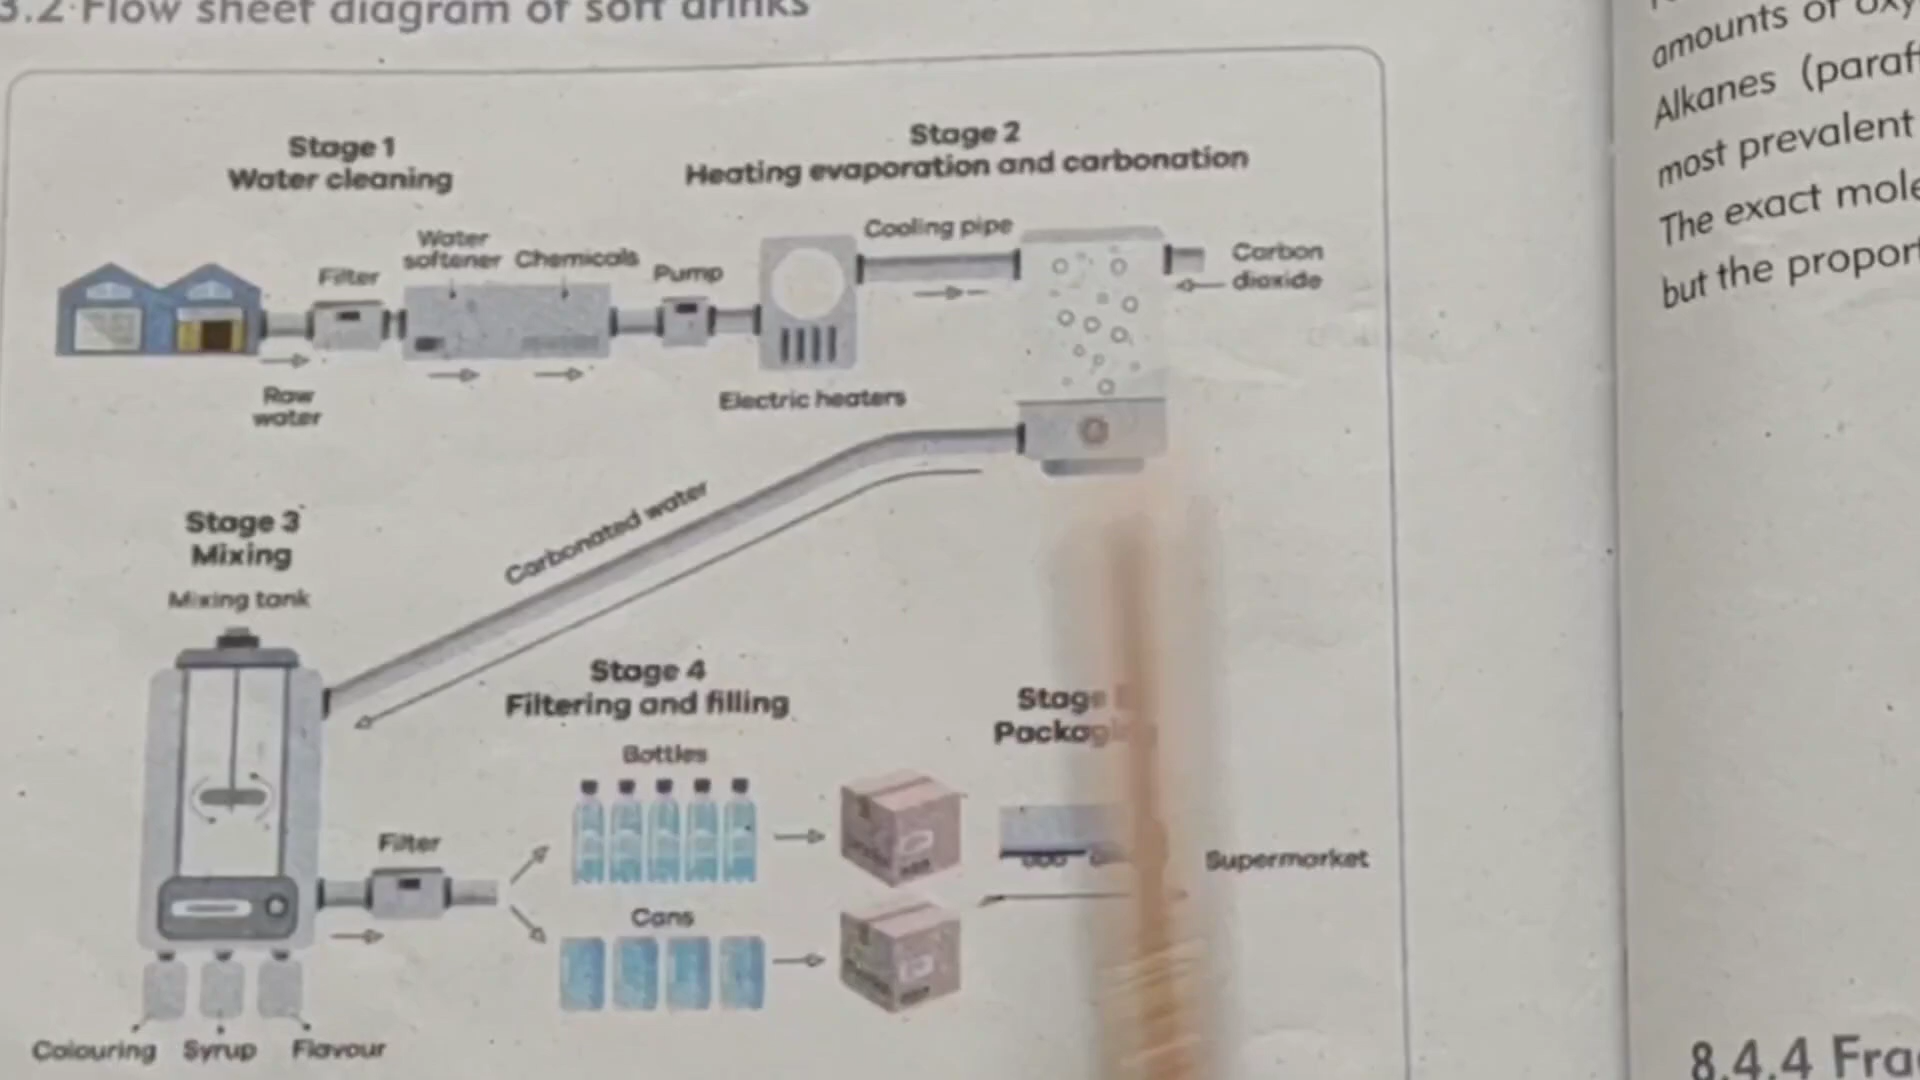 3.2 Flow sheet diagram of soft drinks
Stage 1
Water cleaning
Stage 2
Heating evaporation and carbonation
Water
softener
Chemicals
Filter
Pump
Cooling pipe
Carbon
dioxide
Raw
water
Electric heaters
Carbonated water
Stage 3
Mixing
Mixing tank
Stage 4
Filtering and filling
Bottles
Stage
Filter
Cans
Supermarket
Colouring Syrup Flavour
amounts of
Alkanes
most prevalent
The exact
but the
8.4.4